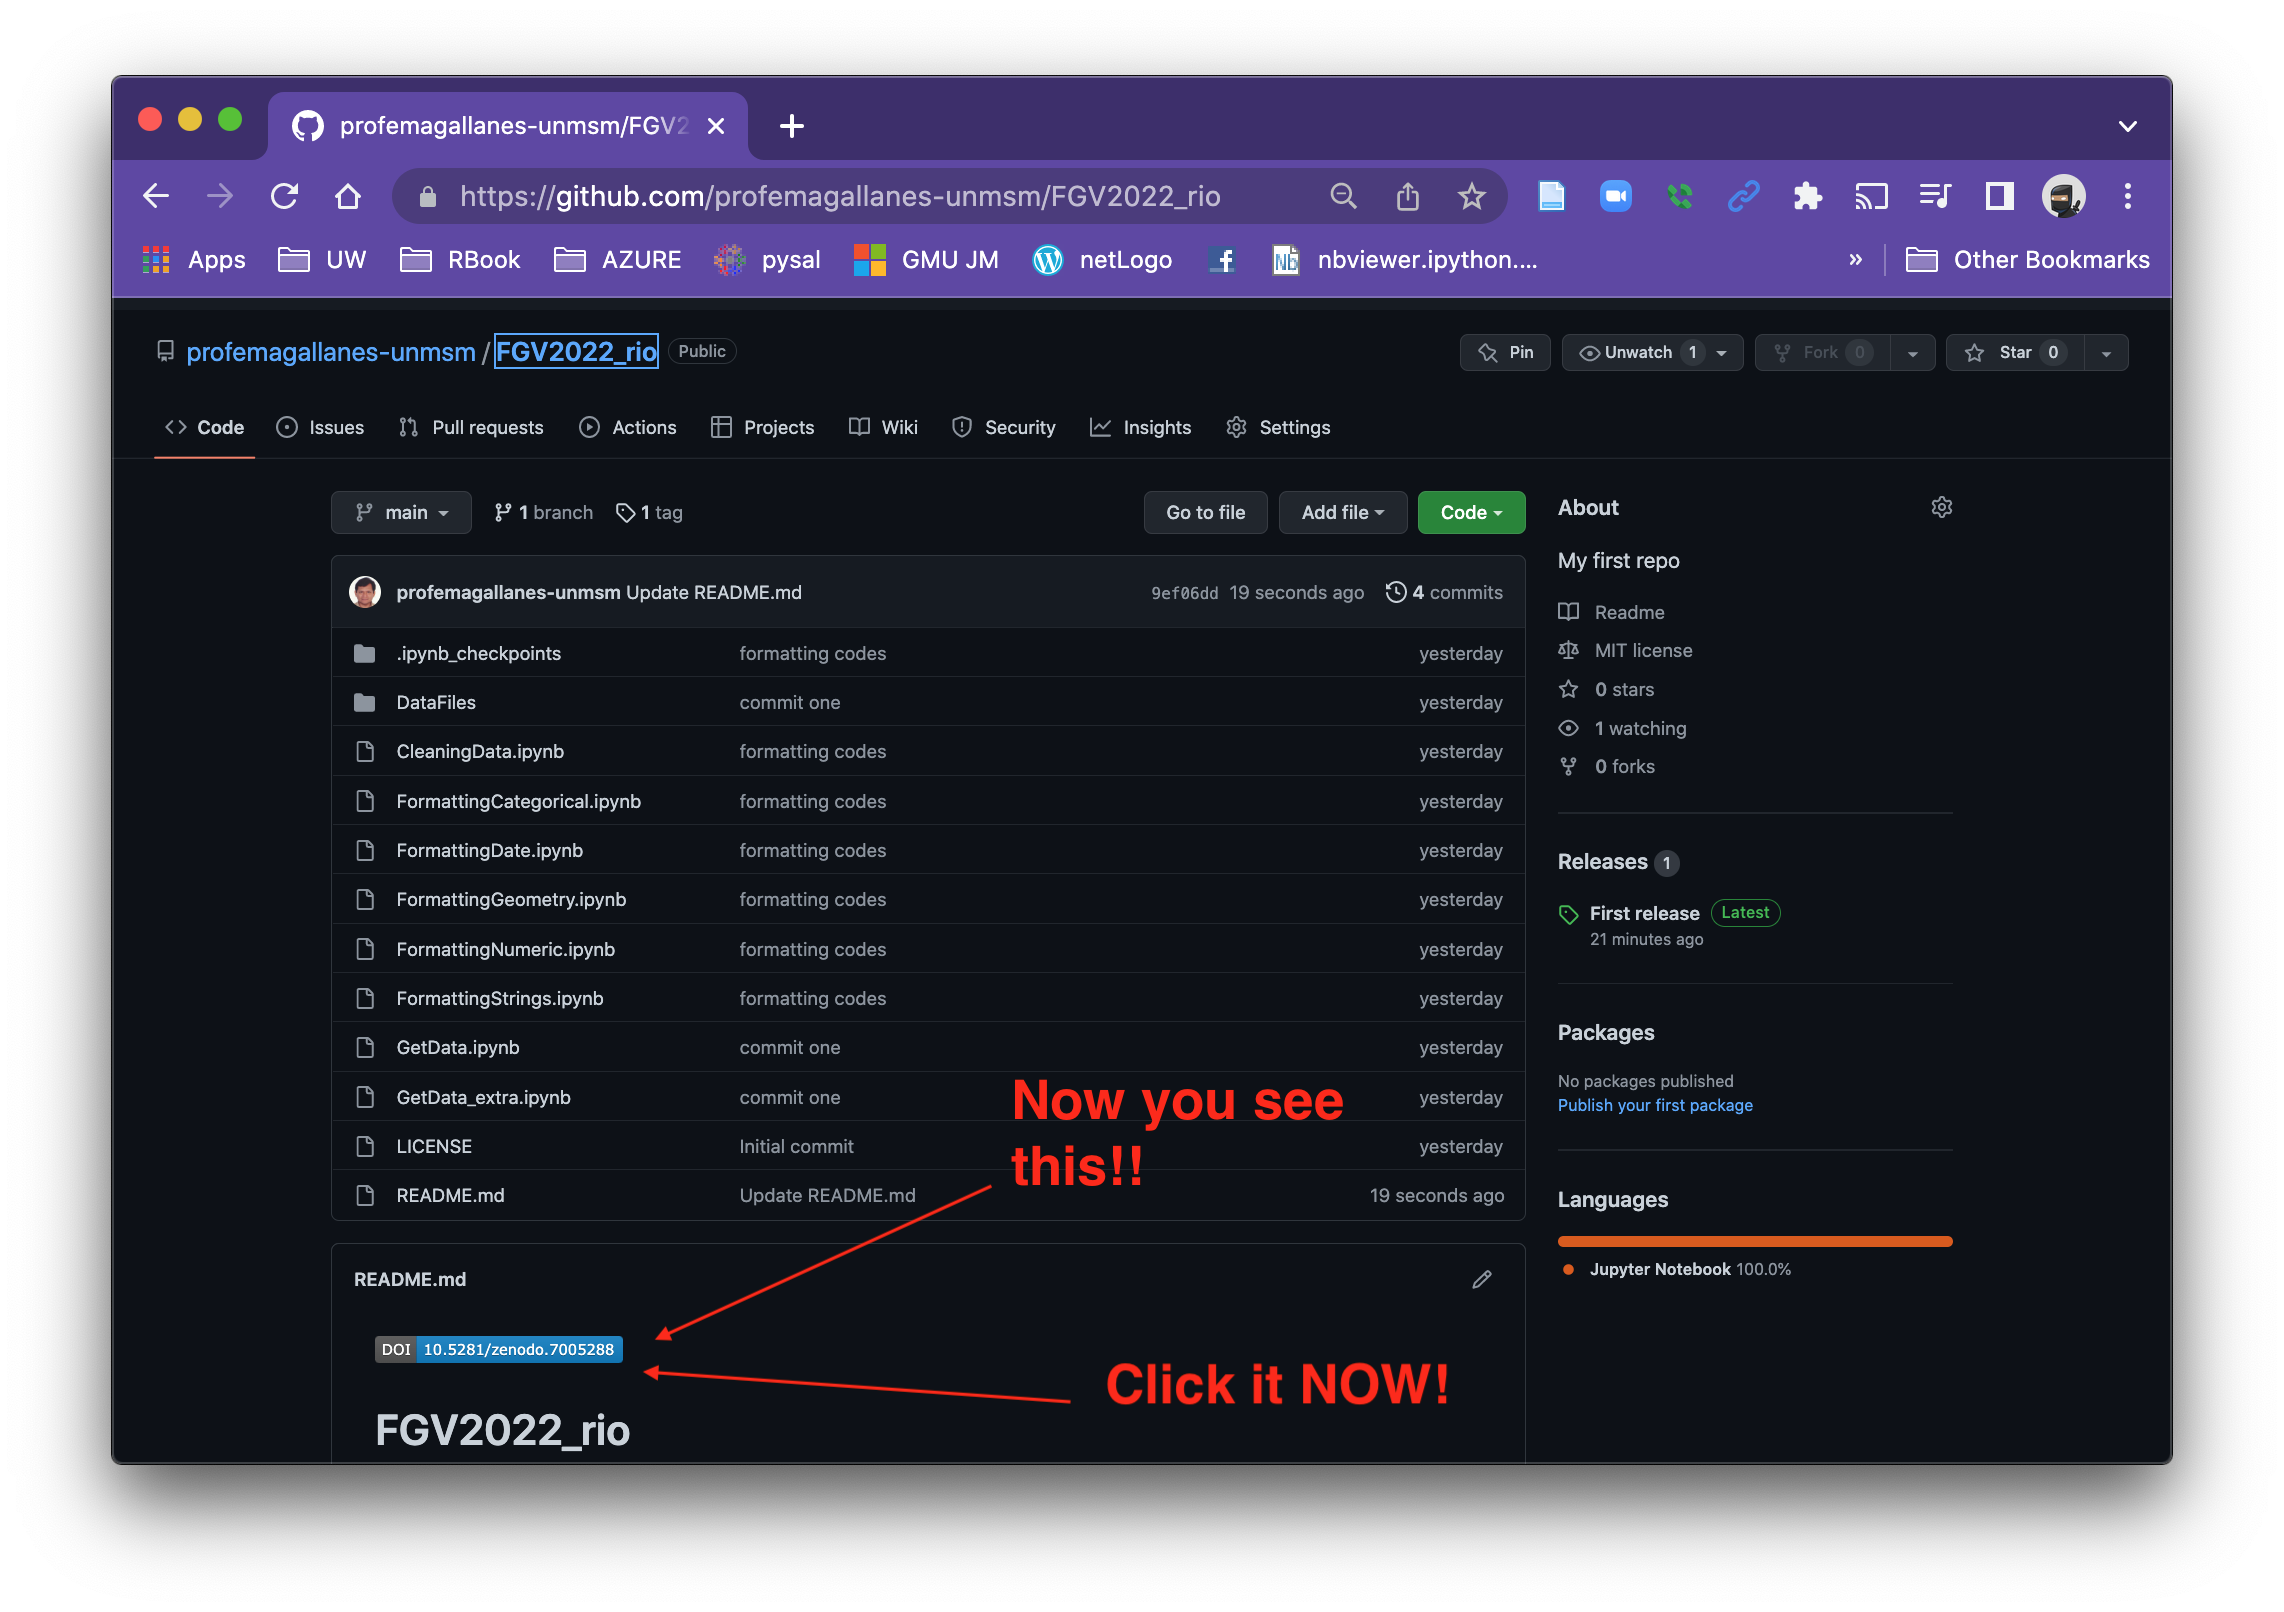 profemagallanes-unmsm/FGV2
https://github.com/profemagallanes-unmsm/FGV2022_rio
Apps UW RBook AZURE pysal GMU JM netLogo nbviewer.ipython.... » Other Bookmarks
profemagallanes-unmsm / FGV2022_rio Public Pin Unwatch 1 Fork 0 Star 0
Code Issues Pull requests Actions Projects Wiki Security Insights Settings
main 1 branch 1 tag Go to file Add file Code
profemagallanes-unmsm Update README.md 9ef06dd 19 seconds ago 4 commits
.ipynb_checkpoints formatting codes yesterday
DataFiles commit one yesterday
CleaningData.ipynb formatting codes yesterday
FormattingCategorical.ipynb formatting codes yesterday
FormattingDate.ipynb formatting codes yesterday
FormattingGeometry.ipynb formatting codes yesterday
FormattingNumeric.ipynb formatting codes yesterday
FormattingStrings.ipynb formatting codes yesterday
GetData.ipynb commit one yesterday
GetData_extra.ipynb commit one yesterday
LICENSE Initial commit yesterday
README.md Update README.md 19 seconds ago
Now you see
this!!
README.md
DOI 10.5281/zenodo.7005288
Click it NOW!
FGV2022_rio
About
My first repo
Readme
MIT license
0 stars
1 watching
0 forks
Releases 1
First release Latest
21 minutes ago
Packages
No packages published
Publish your first package
Languages
Jupyter Notebook 100.0%